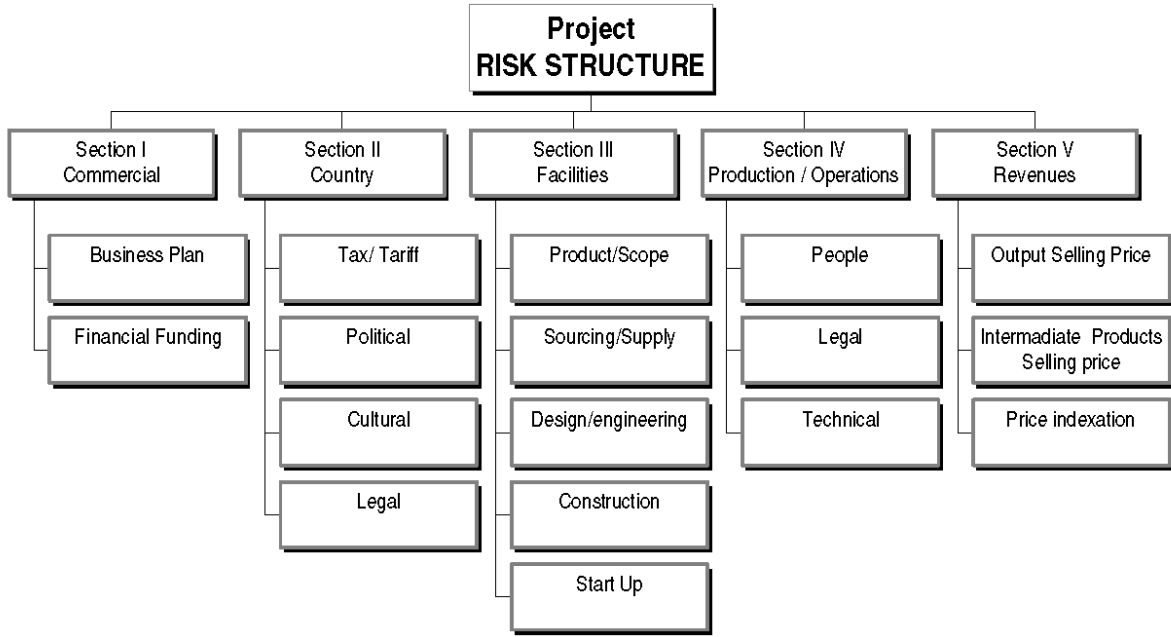 Project
RISK STRUCTURE
Section I
Commercial
Business Plan
Financial Funding
Section II
Country
Tax/ Tariff
Political
Cultural
Legal
Section III
Facilities
Product/Scope
Sourcing/Supply
Design/engineering
Construction
Start Up
Section IV
Production / Operations
People
Legal
Technical
Section V
Revenues
Output Selling Price
Intermadiate Products
Selling price
Price indexation